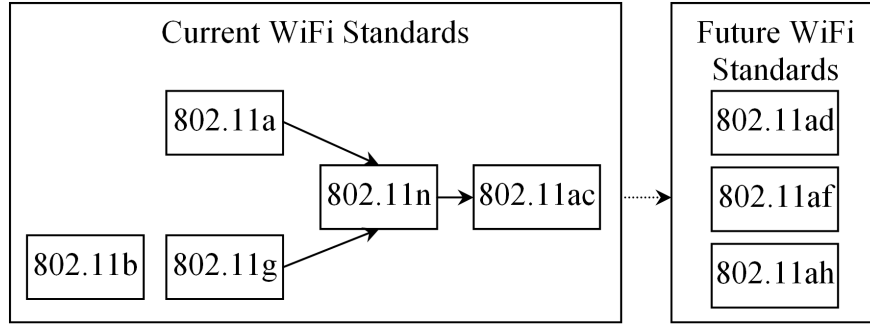 Current WiFi Standards
802.11a
802.11n
802.11ac
802.11b
802.11g
Future WiFi
Standards
802.11ad
802.11af
802.11ah